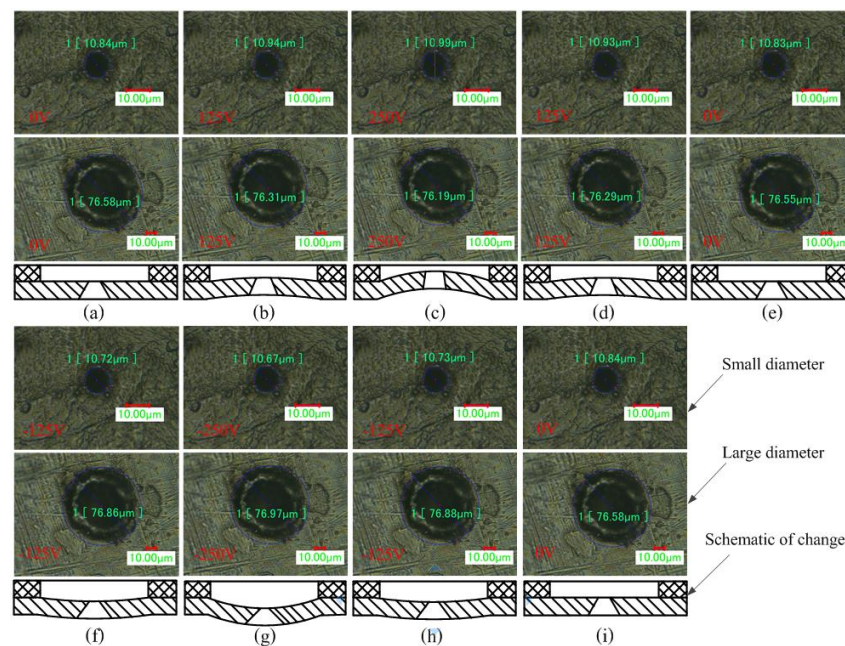 1 [ 10.84μm ] 1 [ 10.94μm ] 1 [ 10.99μm ] 1 [ 10.93μm ] 1 [ 10.83μm ]
10.00μm 10.00μm 10.00μm 10.00μm 10.00μm
0V 125V 250V 125V 0V
1 [ 76.58μm ] 1 [ 76.31μm ] 1 [ 76.19μm ] 1 [ 76.29μm ] 1 [ 76.55μm ]
0V 125V 250V 125V 0V
10.00μm 10.00μm 10.00μm 10.00μm 10.00μm
(a) (b) (c) (d) (e)
1 [ 10.72μm ] 1 [ 10.67μm ] 1 [ 10.73μm ] 1 [ 10.84μm ]
Small diameter
10.00μm 10.00μm 10.00μm 10.00μm
-125V -250V -125V 0V
Large diameter
1 [ 76.86μm ] 1 [ 76.97μm ] 1 [ 76.88μm ] 1 [ 76.58μm ]
-125V -250V -125V 0V
Schematic of change
10.00μm 10.00μm 10.00μm 10.00μm
(f) (g) (h) (i)